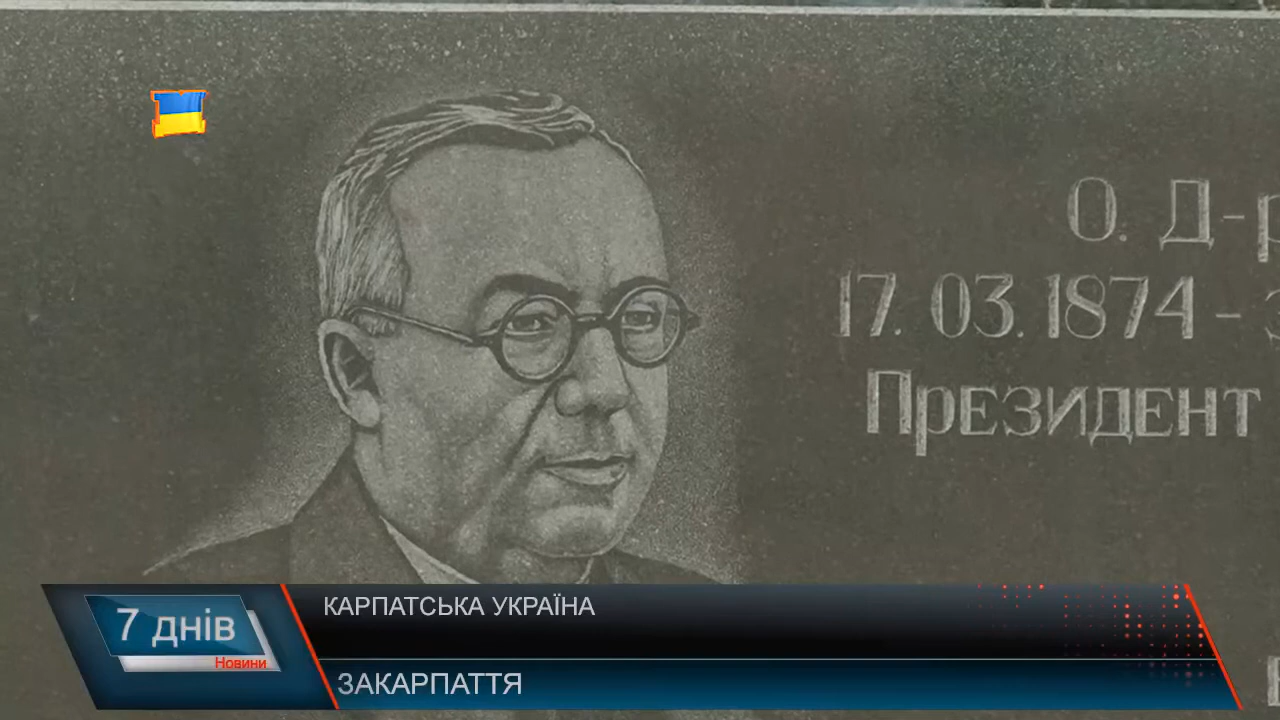 О. Д-р
17. 03. 1874 -
Президент
КАРПАТСЬКА УКРАЇНА
7 днів
Новини
ЗАКАРПАТТЯ